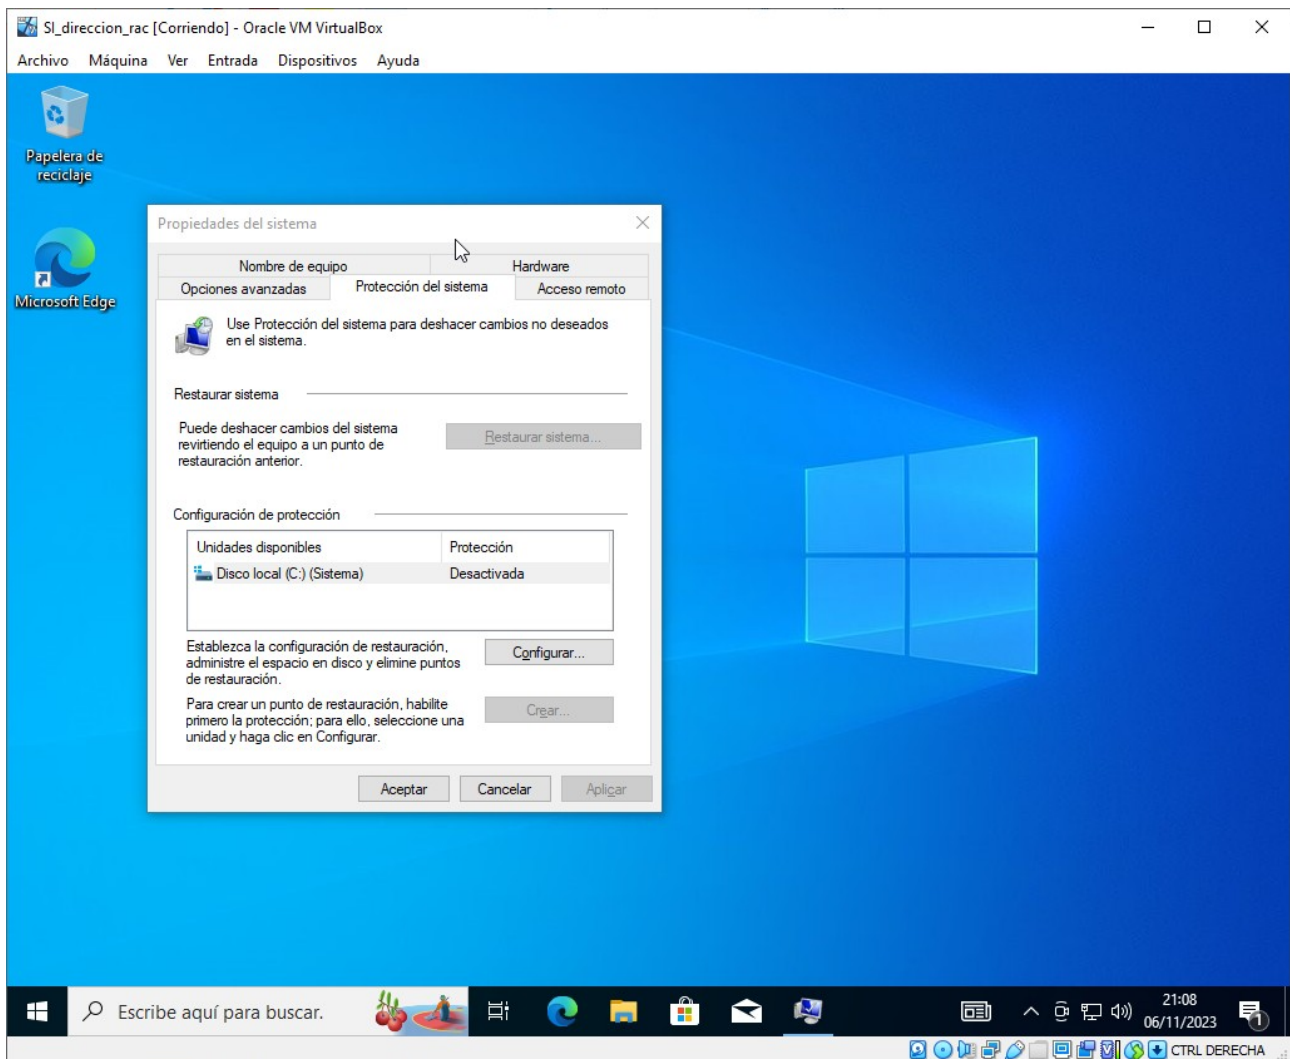 SI_direccion_rac [Corriendo] - Oracle VM VirtualBox
Archivo Máquina Ver Entrada Dispositivos Ayuda
Papelera de
reciclaje
Microsoft Edge
Propiedades del sistema
Nombre de equipo Hardware
Opciones avanzadas Protección del sistema Acceso remoto
Use Protección del sistema para deshacer cambios no deseados
en el sistema.
Restaurar sistema
Puede deshacer cambios del sistema
revirtiendo el equipo a un punto de
restauración anterior.
Restaurar sistema...
Configuración de protección
Unidades disponibles Protección
Disco local (C:) (Sistema) Desactivada
Establezca la configuración de restauración,
administre el espacio en disco y elimine puntos
de restauración.
Configurar...
Para crear un punto de restauración, habilite
primero la protección; para ello, seleccione una
unidad y haga clic en Configurar.
Crear...
Aceptar Cancelar Aplicar
Escribe aquí para buscar.
21:08
06/11/2023
1
CTRL DERECHA